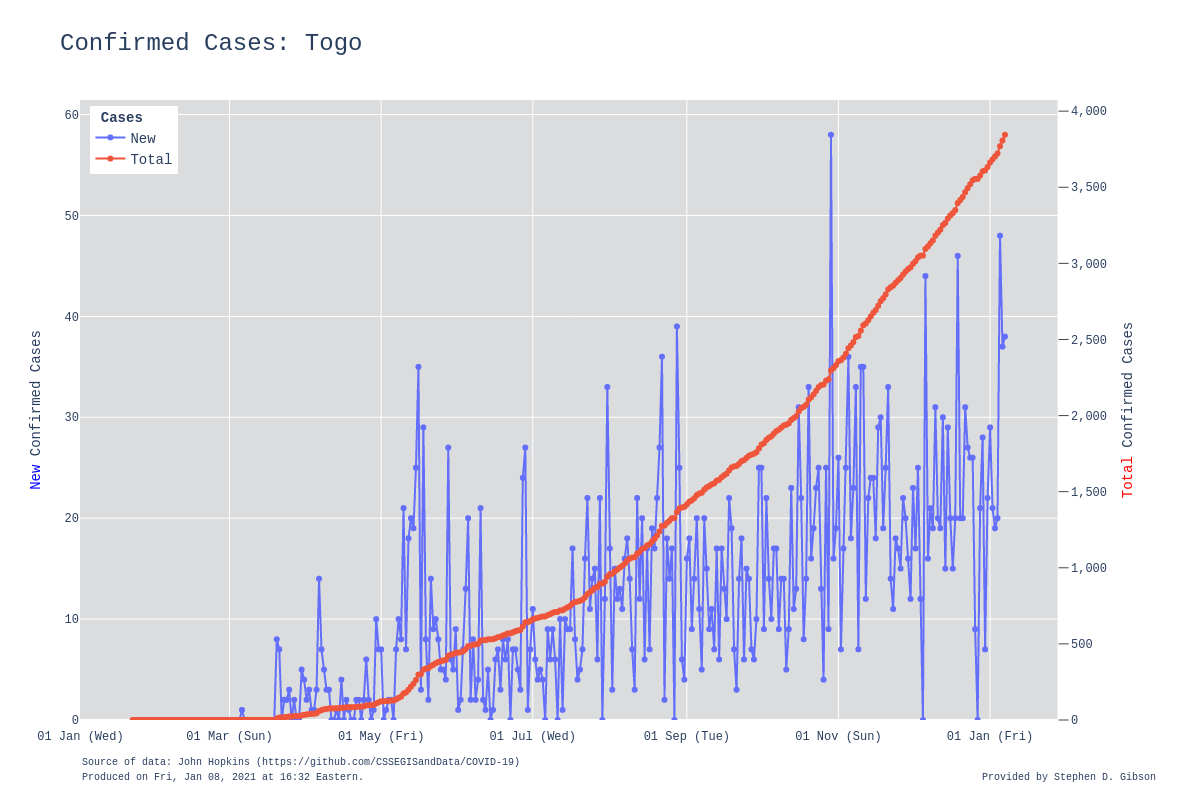 Confirmed Cases: Togo
Cases
New
Total
60
50
40
30
20
10
0
New Confirmed Cases
4,000
3,500
3,000
2,500
2,000
1,500
1,000
500
0
Total Confirmed Cases
01 Jan (Wed) 01 Mar (Sun) 01 May (Fri) 01 Jul (Wed) 01 Sep (Tue) 01 Nov (Sun) 01 Jan (Fri)
Source of data: John Hopkins (https://github.com/CSSEGISandData/COVID-19)
Produced on Fri, Jan 08, 2021 at 16:32 Eastern.
Provided by Stephen D. Gibson